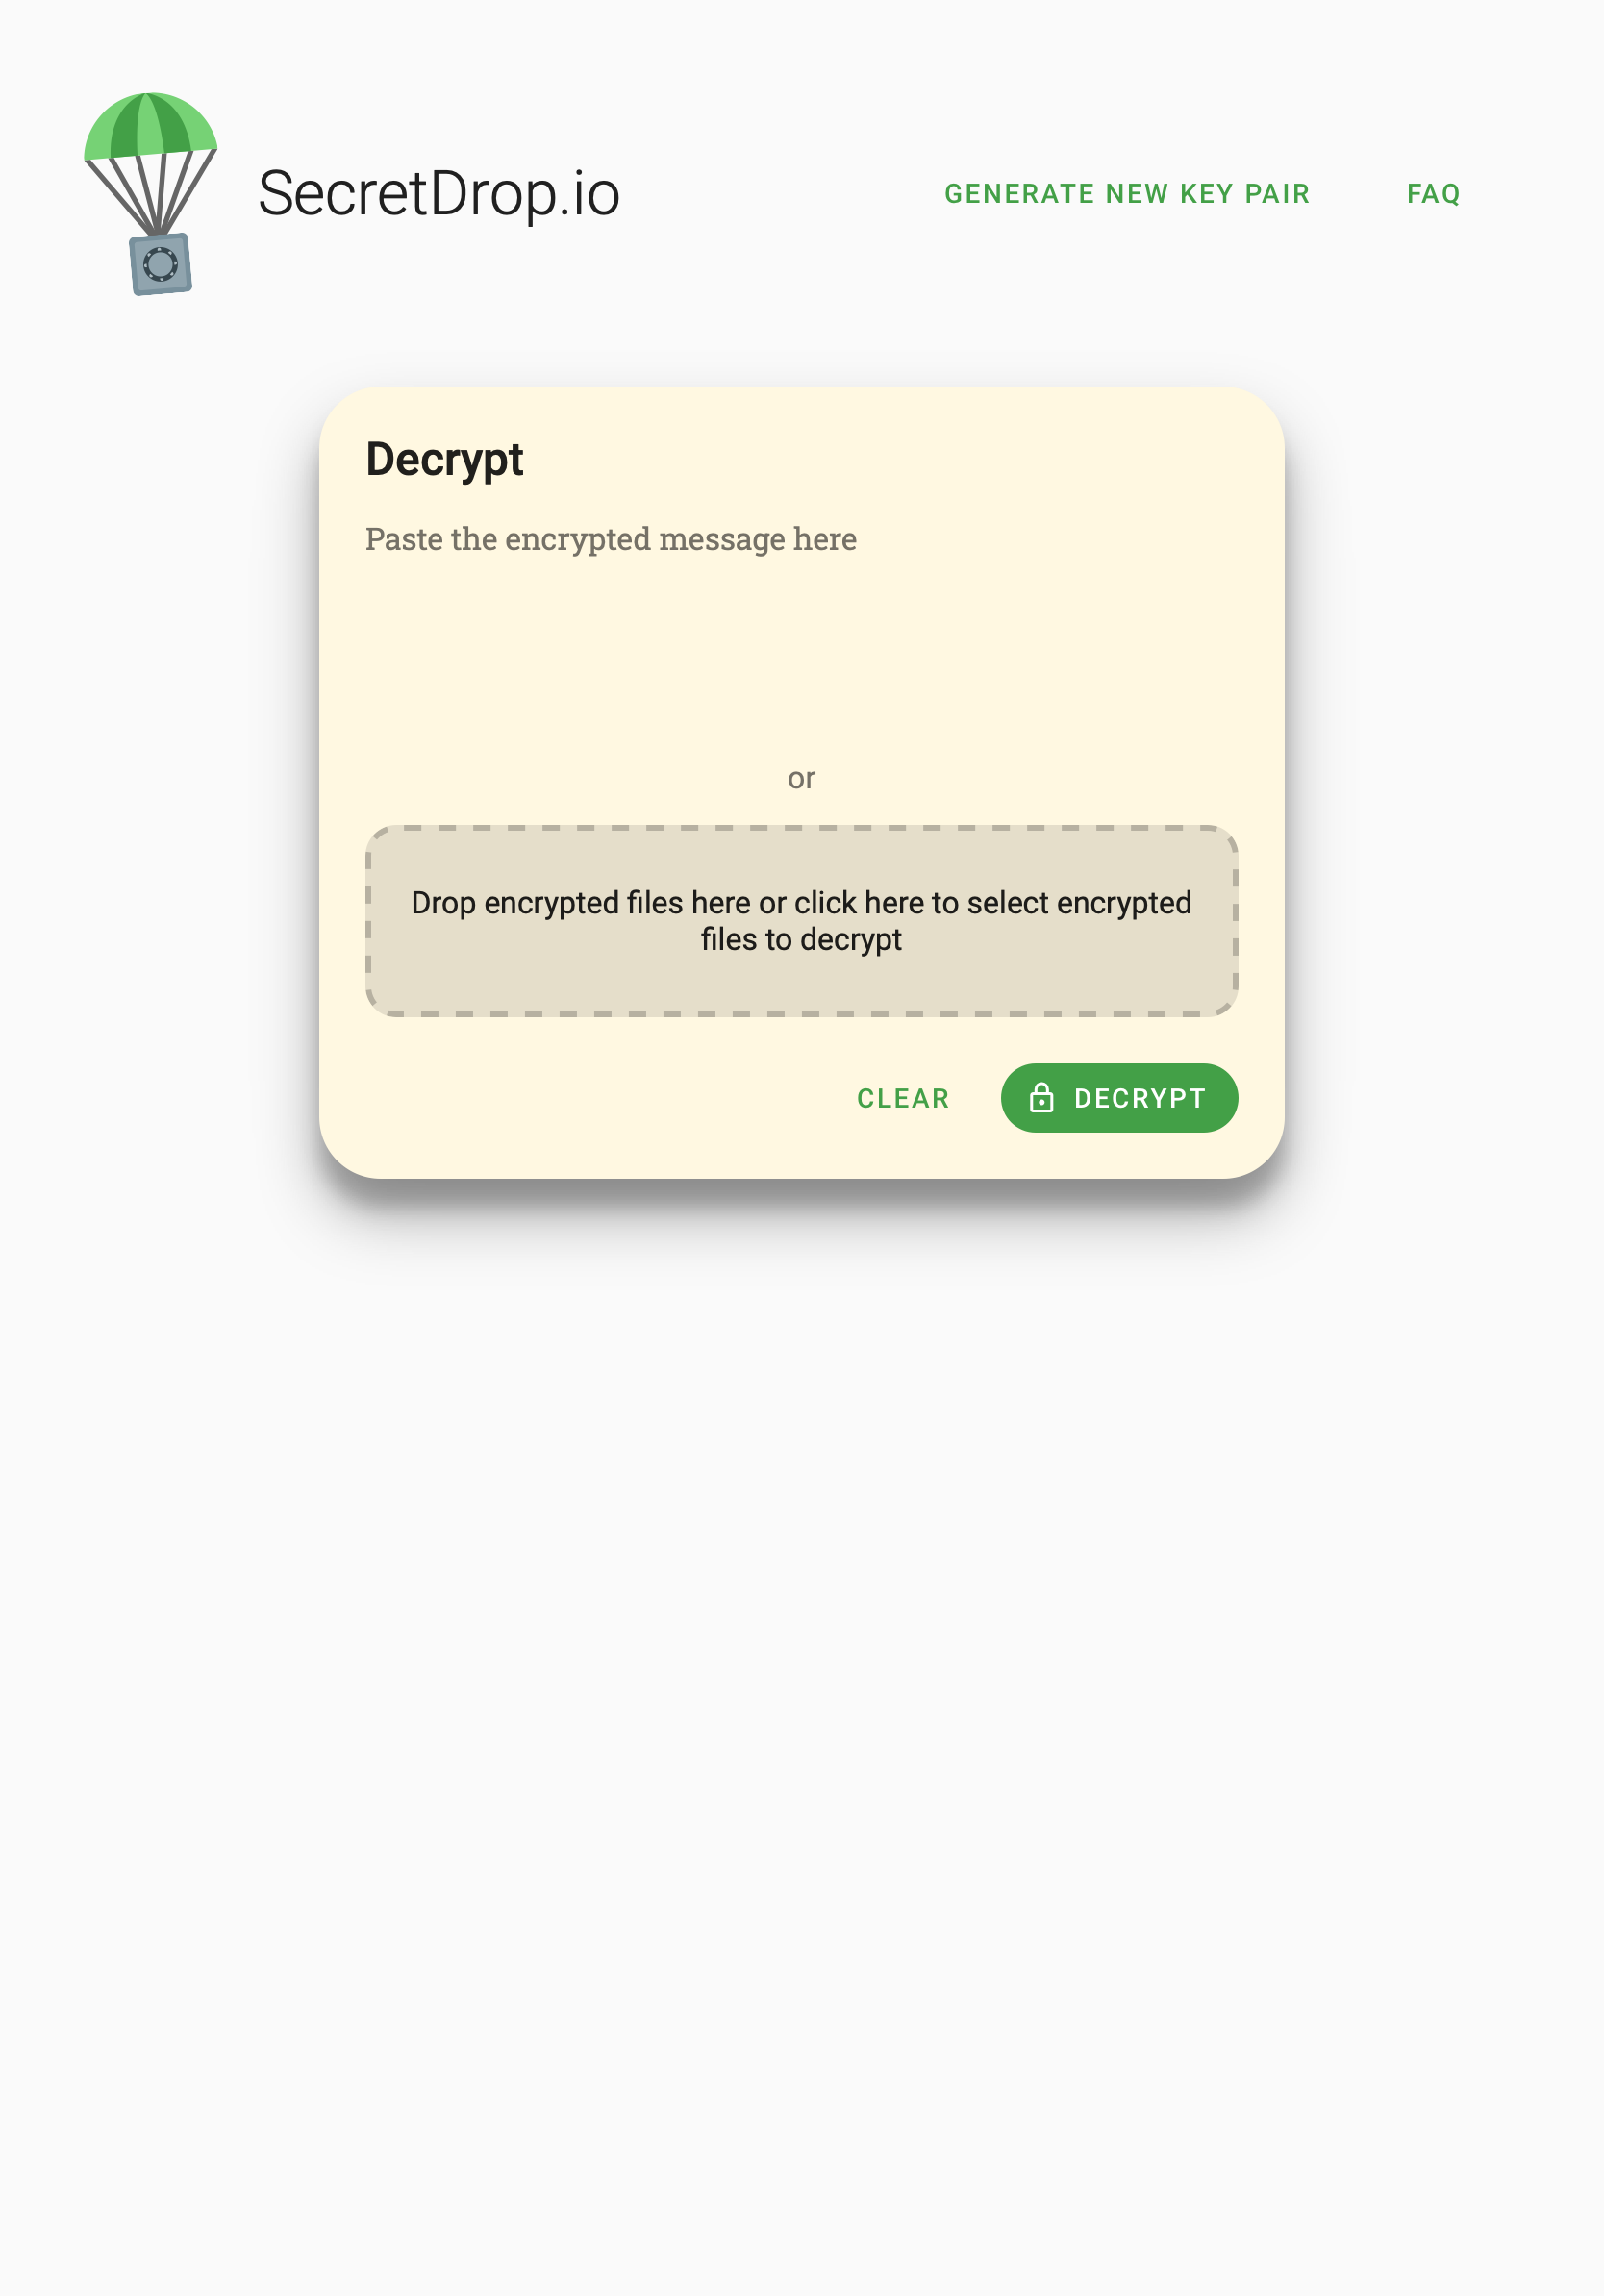 SecretDrop.io
GENERATE NEW KEY PAIR
FAQ
Decrypt
Paste the encrypted message here
or
Drop encrypted files here or click here to select encrypted
files to decrypt
CLEAR
DECRYPT